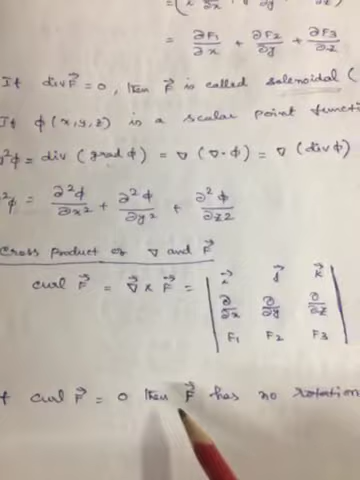 = ∂F₁/∂x + ∂F₂/∂y + ∂F₃/∂z
If div F⃗ = 0, then F⃗ is called solenoidal (
If φ(x,y,z) is a scalar point functi
²φ = div (grad φ) = ∇ (∇·φ) = ∇ (div φ)
²φ = ∂²φ/∂x² + ∂²φ/∂y² + ∂²φ/∂z2
Cross Product of ∇ and F⃗
curl F⃗ = ∇⃗ x F⃗ = | i⃗ j⃗ k⃗ |
| ∂/∂x ∂/∂y ∂/∂z |
| F₁ F₂ F₃ |
curl F⃗ = 0 then F⃗ has no rotation